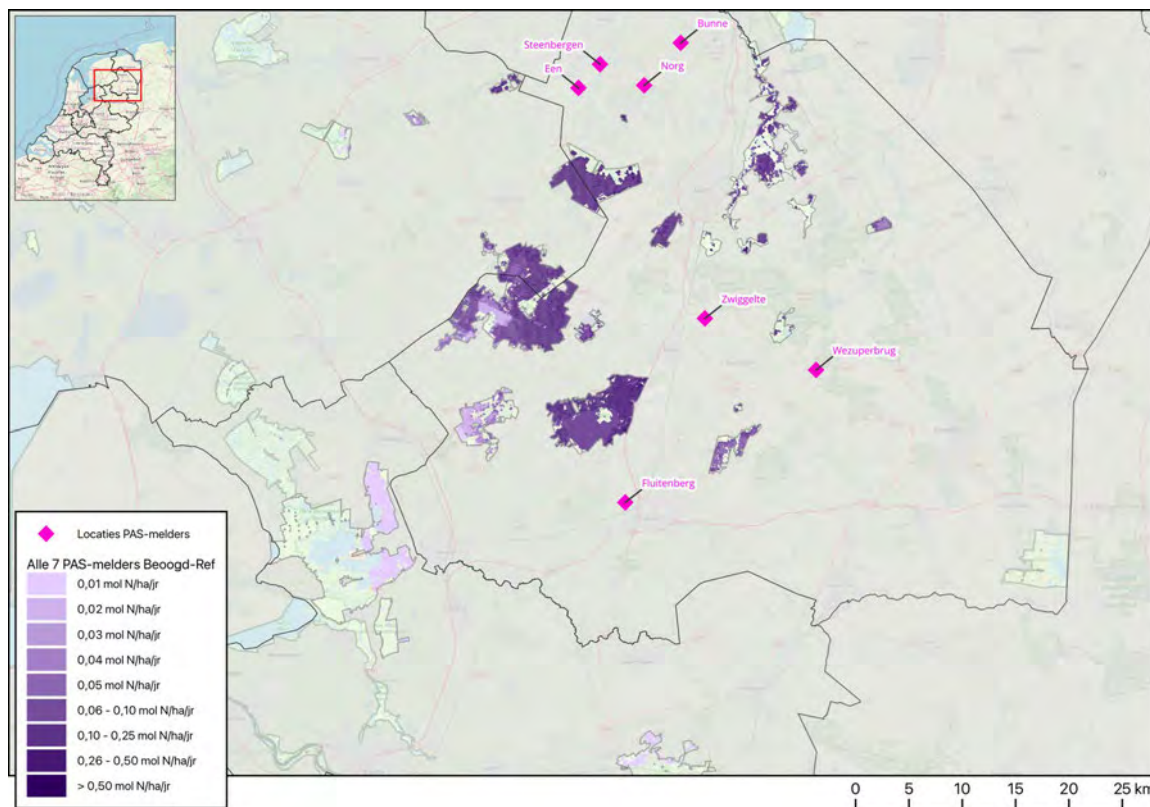 Bunne
Steenbergen
Een
Norg
Zwiggelte
Wezuperbrug
Fluitenberg
Locaties PAS-melders
Alle 7 PAS-melders Beoogd-Ref
0,01 mol N/ha/jr
0,02 mol N/ha/jr
0,03 mol N/ha/jr
0,04 mol N/ha/jr
0,05 mol N/ha/jr
0,06 - 0,10 mol N/ha/jr
0,10 - 0,25 mol N/ha/jr
0,26 - 0,50 mol N/ha/jr
> 0,50 mol N/ha/jr
0 5 10 15 20 25 km